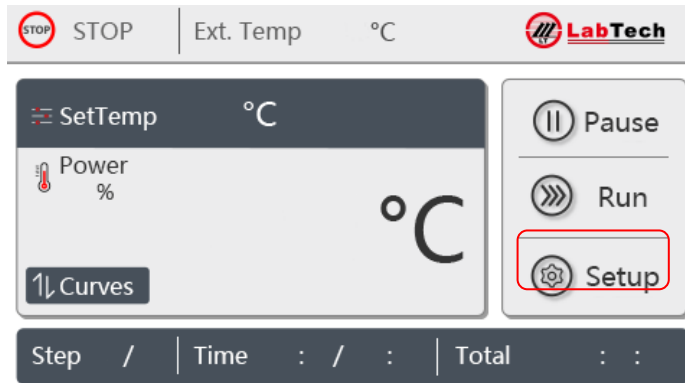 STOP STOP Ext. Temp °C LabTech
SetTemp °C
Pause
Power
%
°C
Run
Curves
Setup
Step / Time : / : Total : :